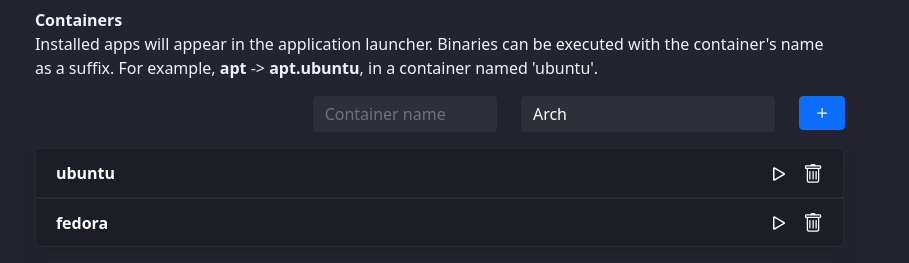 Containers
Installed apps will appear in the application launcher. Binaries can be executed with the container's name
as a suffix. For example, apt -> apt.ubuntu, in a container named 'ubuntu'.
Container name Arch +
ubuntu
fedora